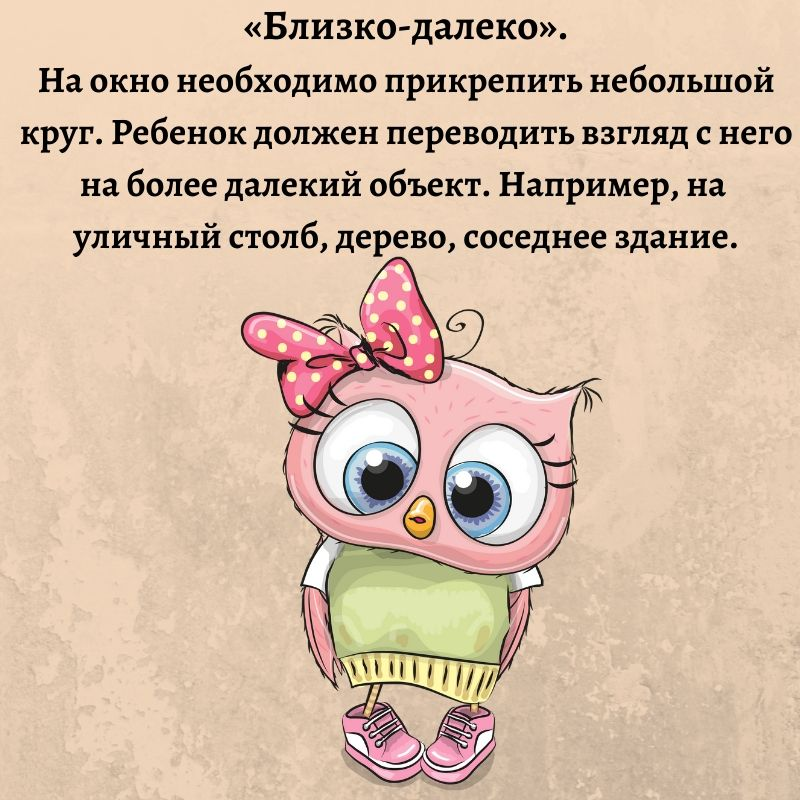 «Близко-далеко».
На окно необходимо прикрепить небольшой
круг. Ребенок должен переводить взгляд с него
на более далекий объект. Например, на
уличный столб, дерево, соседнее здание.